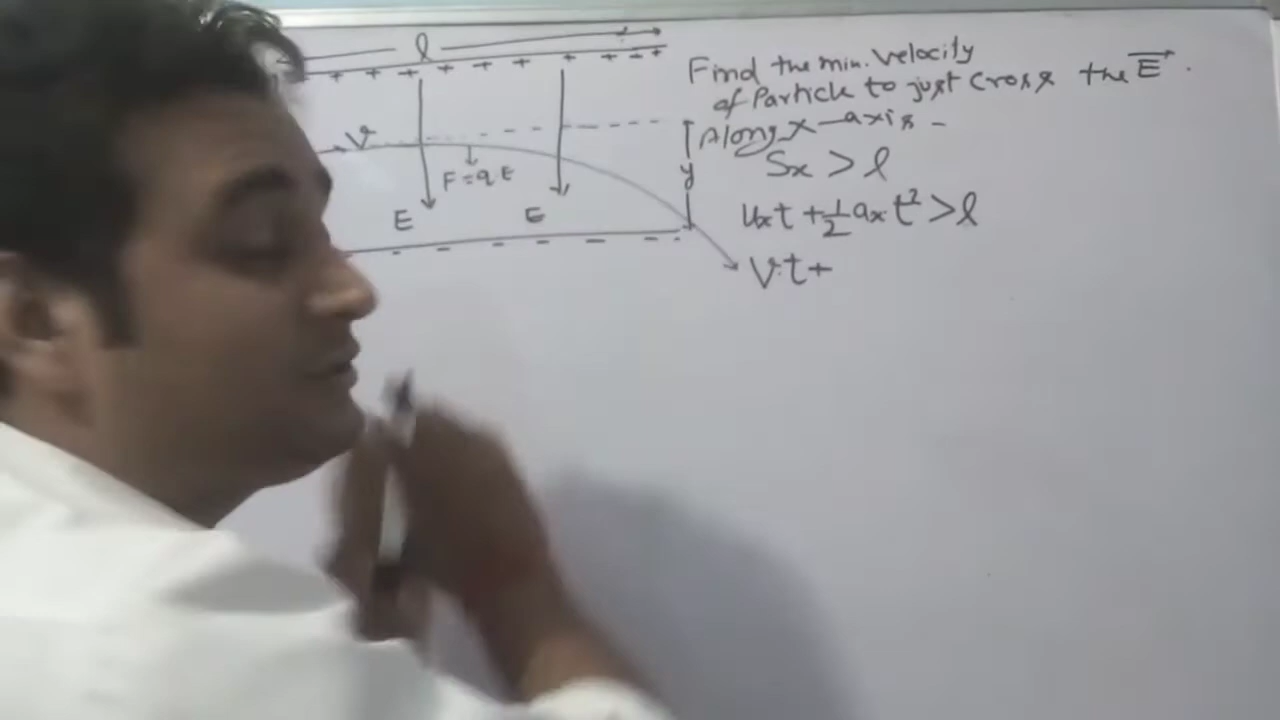 l
+ + + + + + + + + +
V
F = qE
E E
y
- - - - - - -
Find the min. velocity
of Particle to just cross the E⃗.
Along x-axis -
Sx > l
uxt + 1/2 axt² > l
V.t +